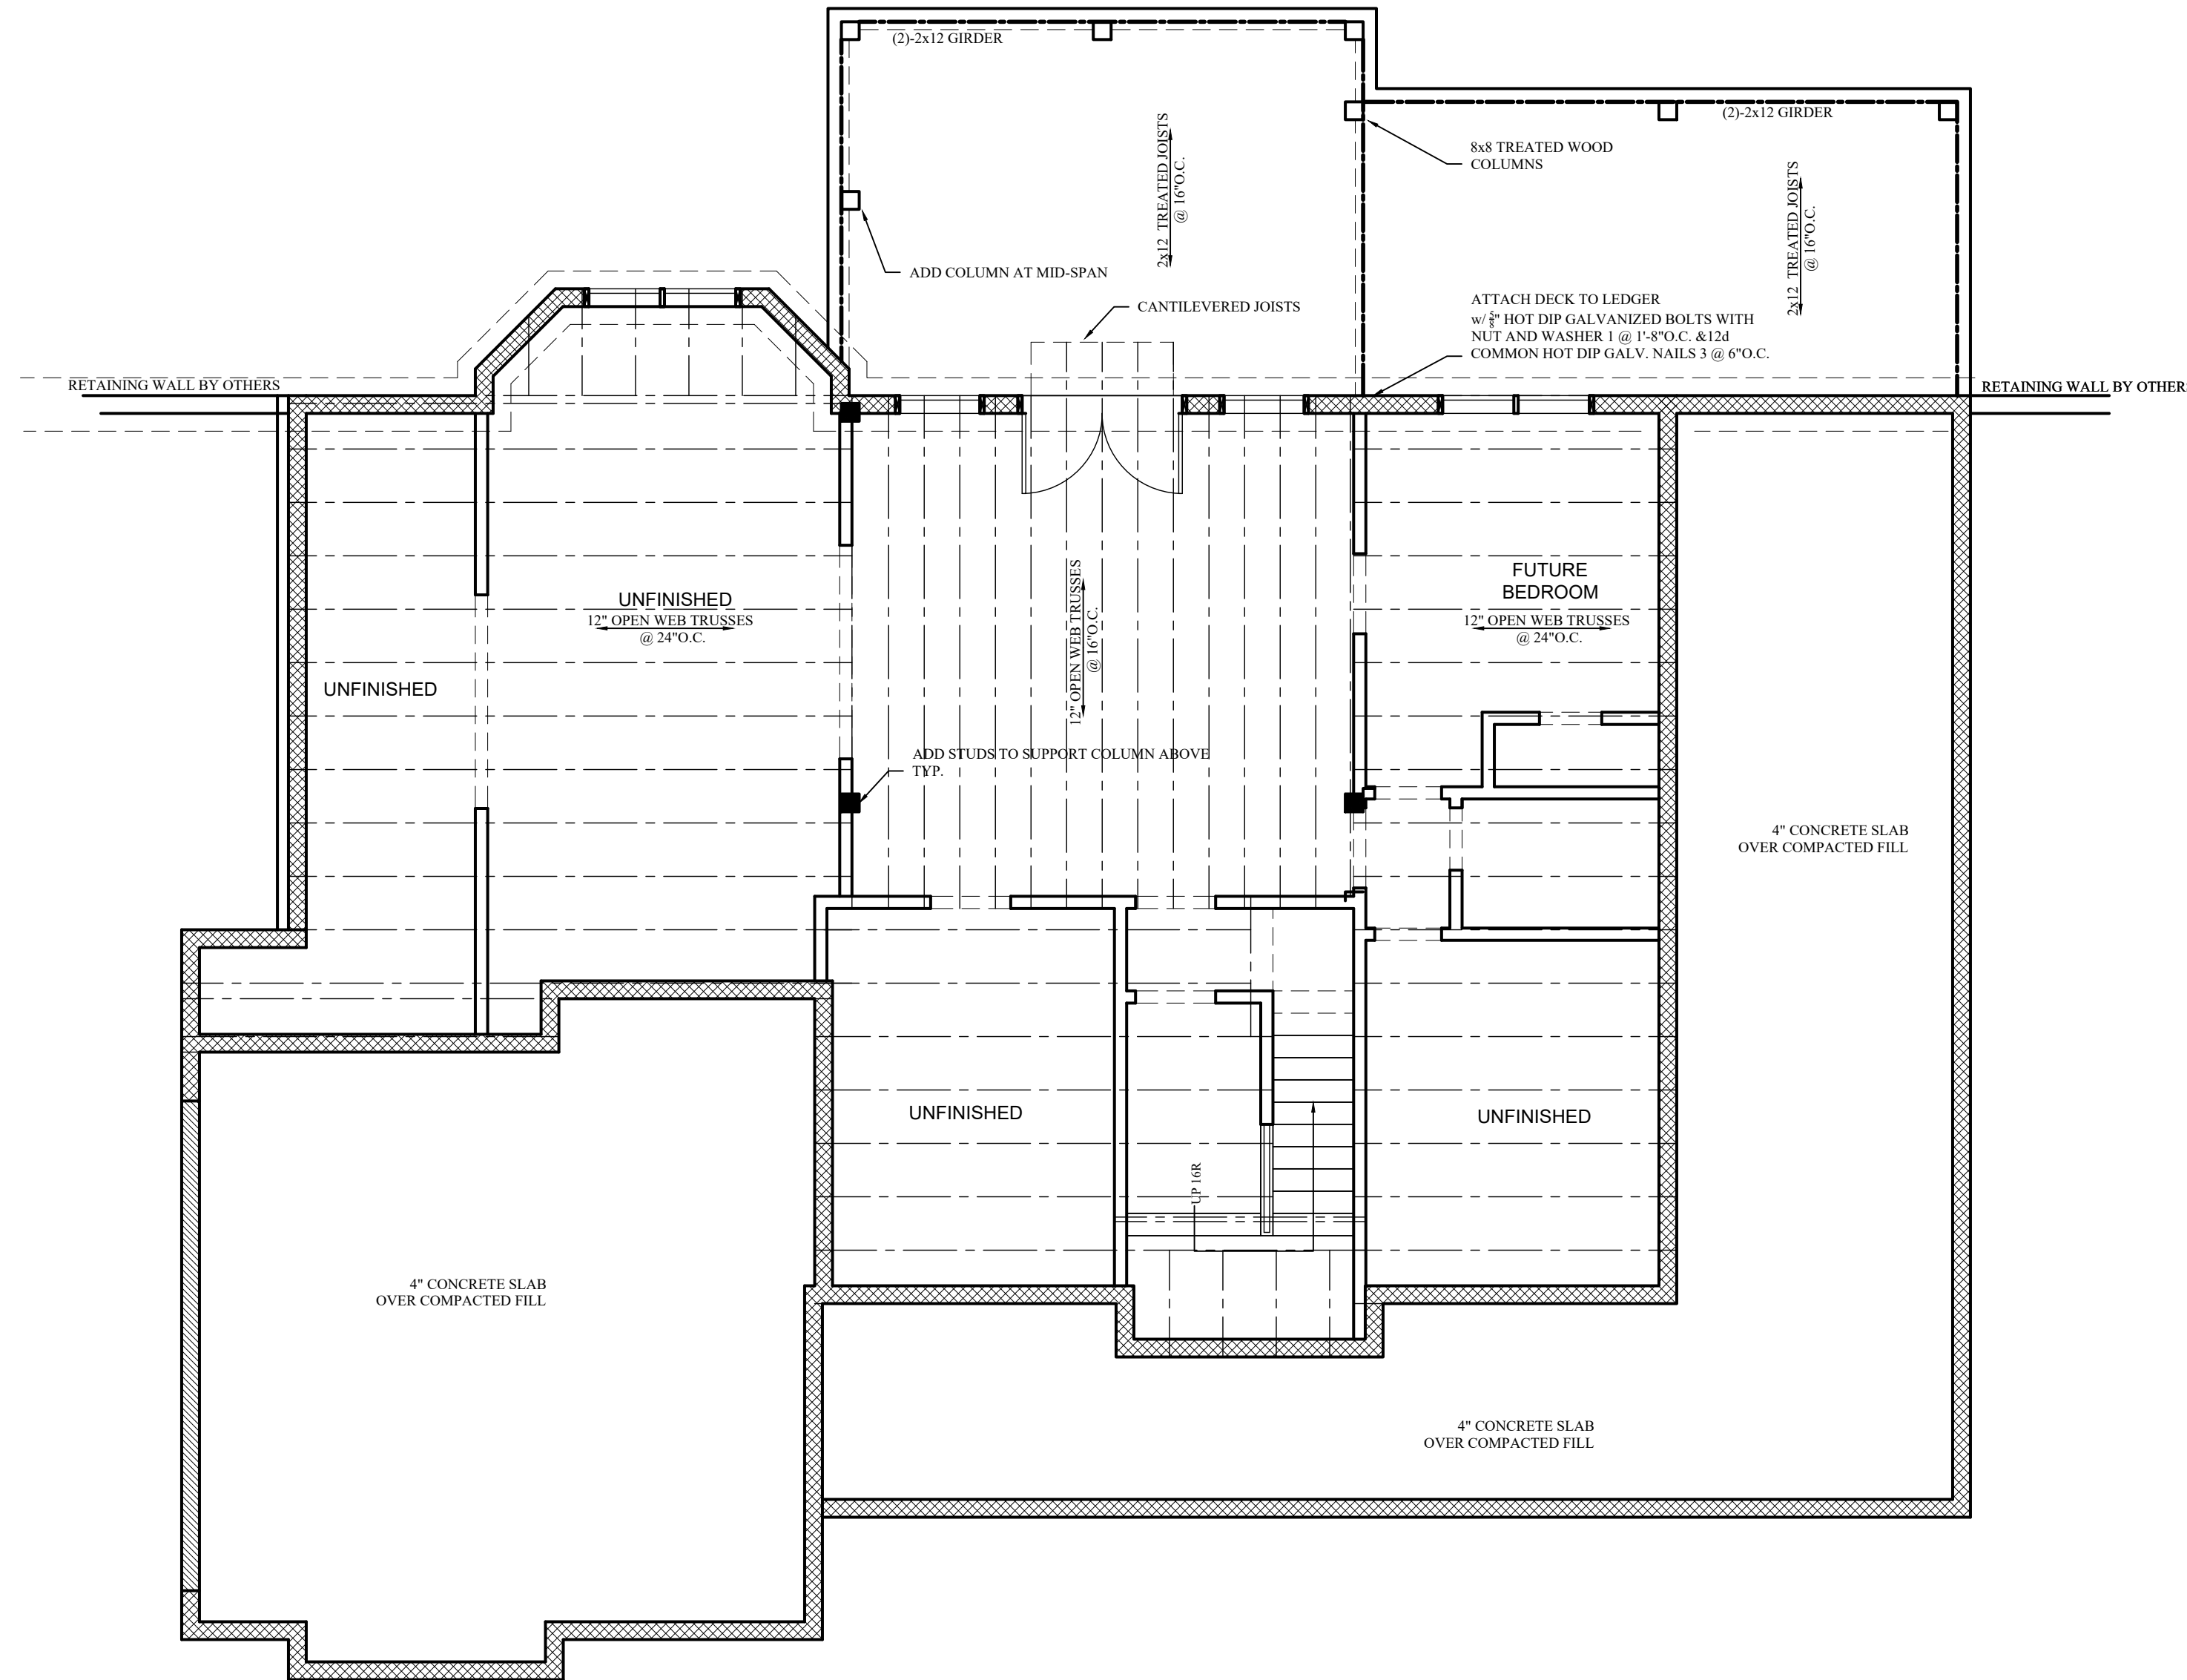 (2)-2x12 GIRDER
(2)-2x12 GIRDER
2x12 TREATED JOISTS
@ 16"O.C.
8x8 TREATED WOOD
COLUMNS
2x12 TREATED JOISTS
@ 16"O.C.
ADD COLUMN AT MID-SPAN
CANTILEVERED JOISTS
ATTACH DECK TO LEDGER
w/ 5/8" HOT DIP GALVANIZED BOLTS WITH
NUT AND WASHER 1 @ 1'-8"O.C. &12d
COMMON HOT DIP GALV. NAILS 3 @ 6"O.C.
RETAINING WALL BY OTHERS
RETAINING WALL BY OTHERS
UNFINISHED
12" OPEN WEB TRUSSES
@ 24"O.C.
12" OPEN WEB TRUSSES
@ 16"O.C.
FUTURE
BEDROOM
12" OPEN WEB TRUSSES
@ 24"O.C.
UNFINISHED
ADD STUDS TO SUPPORT COLUMN ABOVE
TYP.
4" CONCRETE SLAB
OVER COMPACTED FILL
UNFINISHED
UNFINISHED
UP 16R
4" CONCRETE SLAB
OVER COMPACTED FILL
4" CONCRETE SLAB
OVER COMPACTED FILL